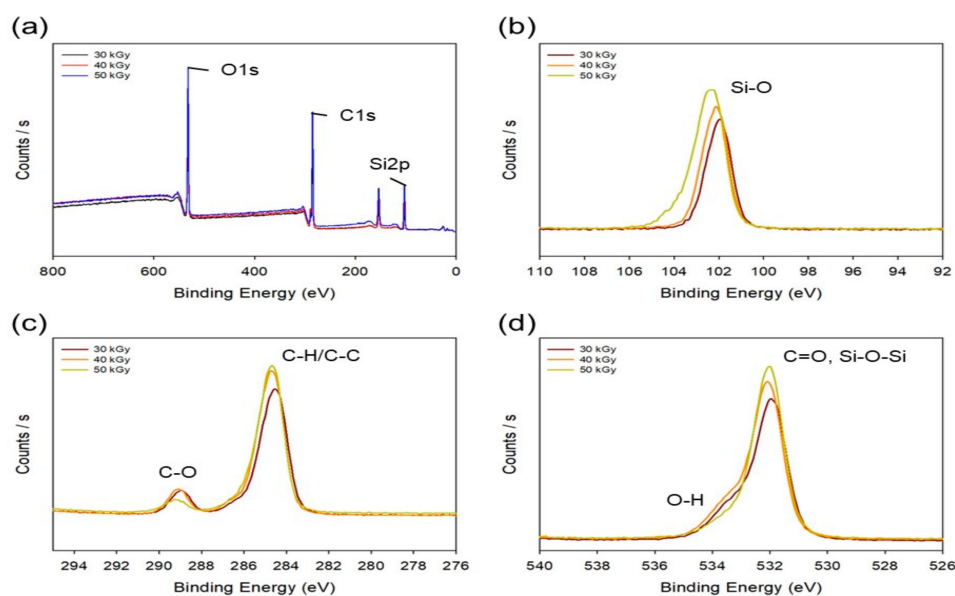 (a)
30 kGy
40 kGy
50 kGy
O1s
C1s
Si2p
Counts / s
800 600 400 200 0
Binding Energy (eV)
(b)
30 kGy
40 kGy
50 kGy
Si-O
Counts / s
110 108 106 104 102 100 98 96 94 92
Binding Energy (eV)
(c)
30 kGy
40 kGy
50 kGy
C-H/C-C
C-O
Counts / s
294 292 290 288 286 284 282 280 278 276
Binding Energy (eV)
(d)
30 kGy
40 kGy
50 kGy
C=O, Si-O-Si
O-H
Counts / s
540 538 536 534 532 530 528 526
Binding Energy (eV)